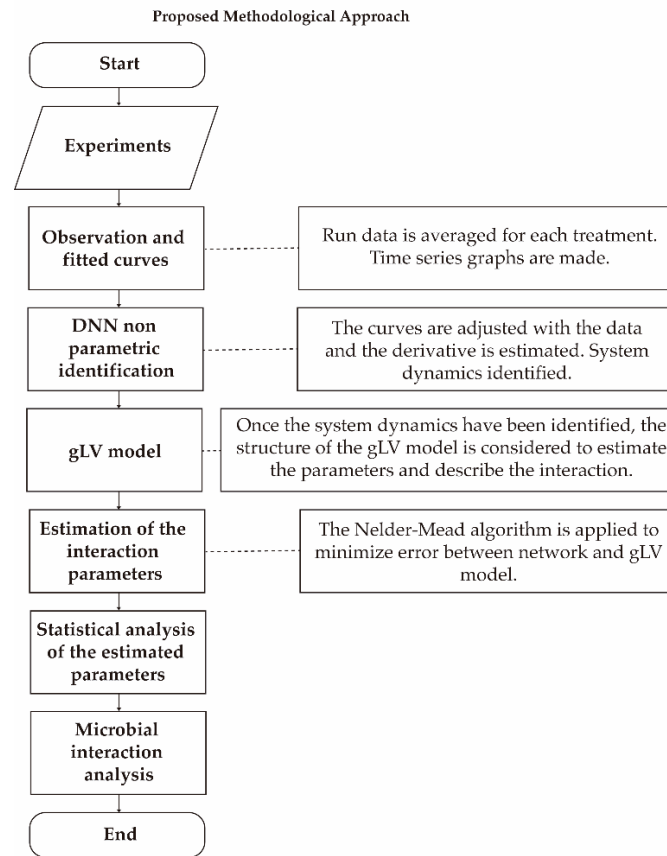 Proposed Methodological Approach
Start
Experiments
Observation and
fitted curves
Run data is averaged for each treatment.
Time series graphs are made.
DNN non
parametric
identification
The curves are adjusted with the data
and the derivative is estimated. System
dynamics identified.
gLV model
Once the system dynamics have been identified, the
structure of the gLV model is considered to estimate
the parameters and describe the interaction.
Estimation of the
interaction
parameters
The Nelder-Mead algorithm is applied to
minimize error between network and gLV
model.
Statistical analysis
of the estimated
parameters
Microbial
interaction
analysis
End